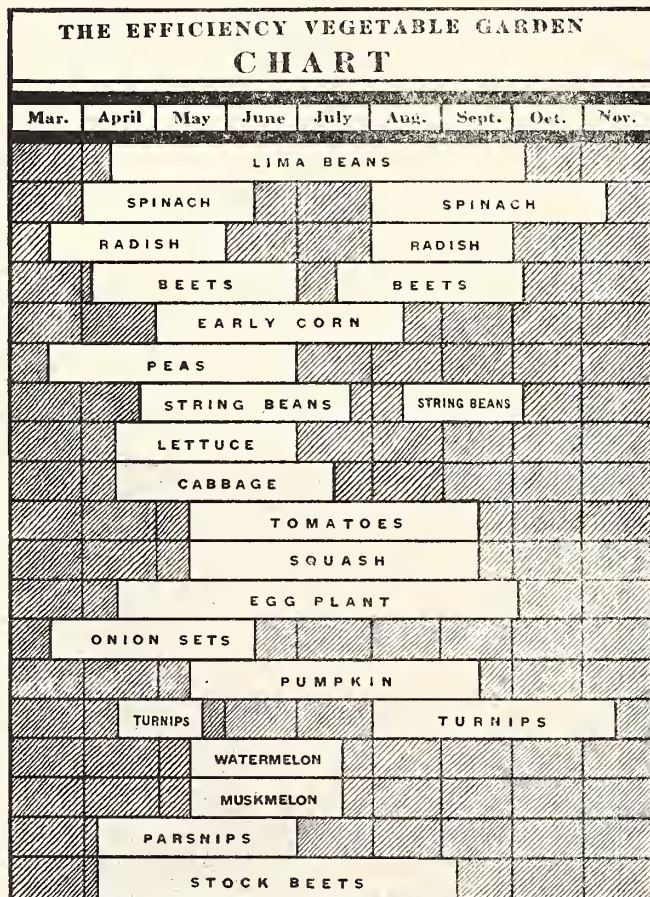 THE EFFICIENCY VEGETABLE GARDEN
CHART
Mar. April May June July Aug. Sept. Oct. Nov.
LIMA BEANS
SPINACH SPINACH
RADISH RADISH
BEETS BEETS
EARLY CORN
PEAS
STRING BEANS STRING BEANS
LETTUCE
CABBAGE
TOMATOES
SQUASH
EGG PLANT
ONION SETS
PUMPKIN
TURNIPS TURNIPS
WATERMELON
MUSKMELON
PARSNIPS
STOCK BEETS